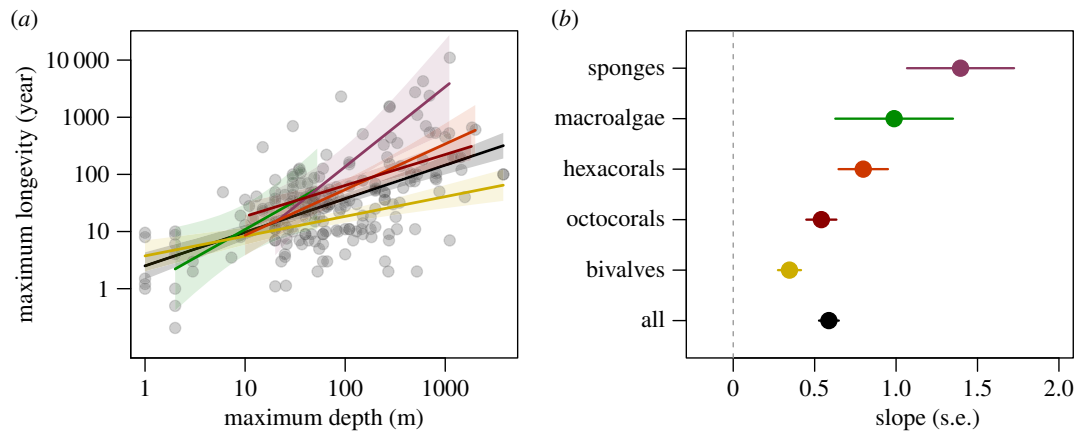 (a)
maximum longevity (year)
10 000
1000
100
10
1
1 10 100 1000
maximum depth (m)
(b)
sponges
macroalgae
hexacorals
octocorals
bivalves
all
0 0.5 1.0 1.5 2.0
slope (s.e.)